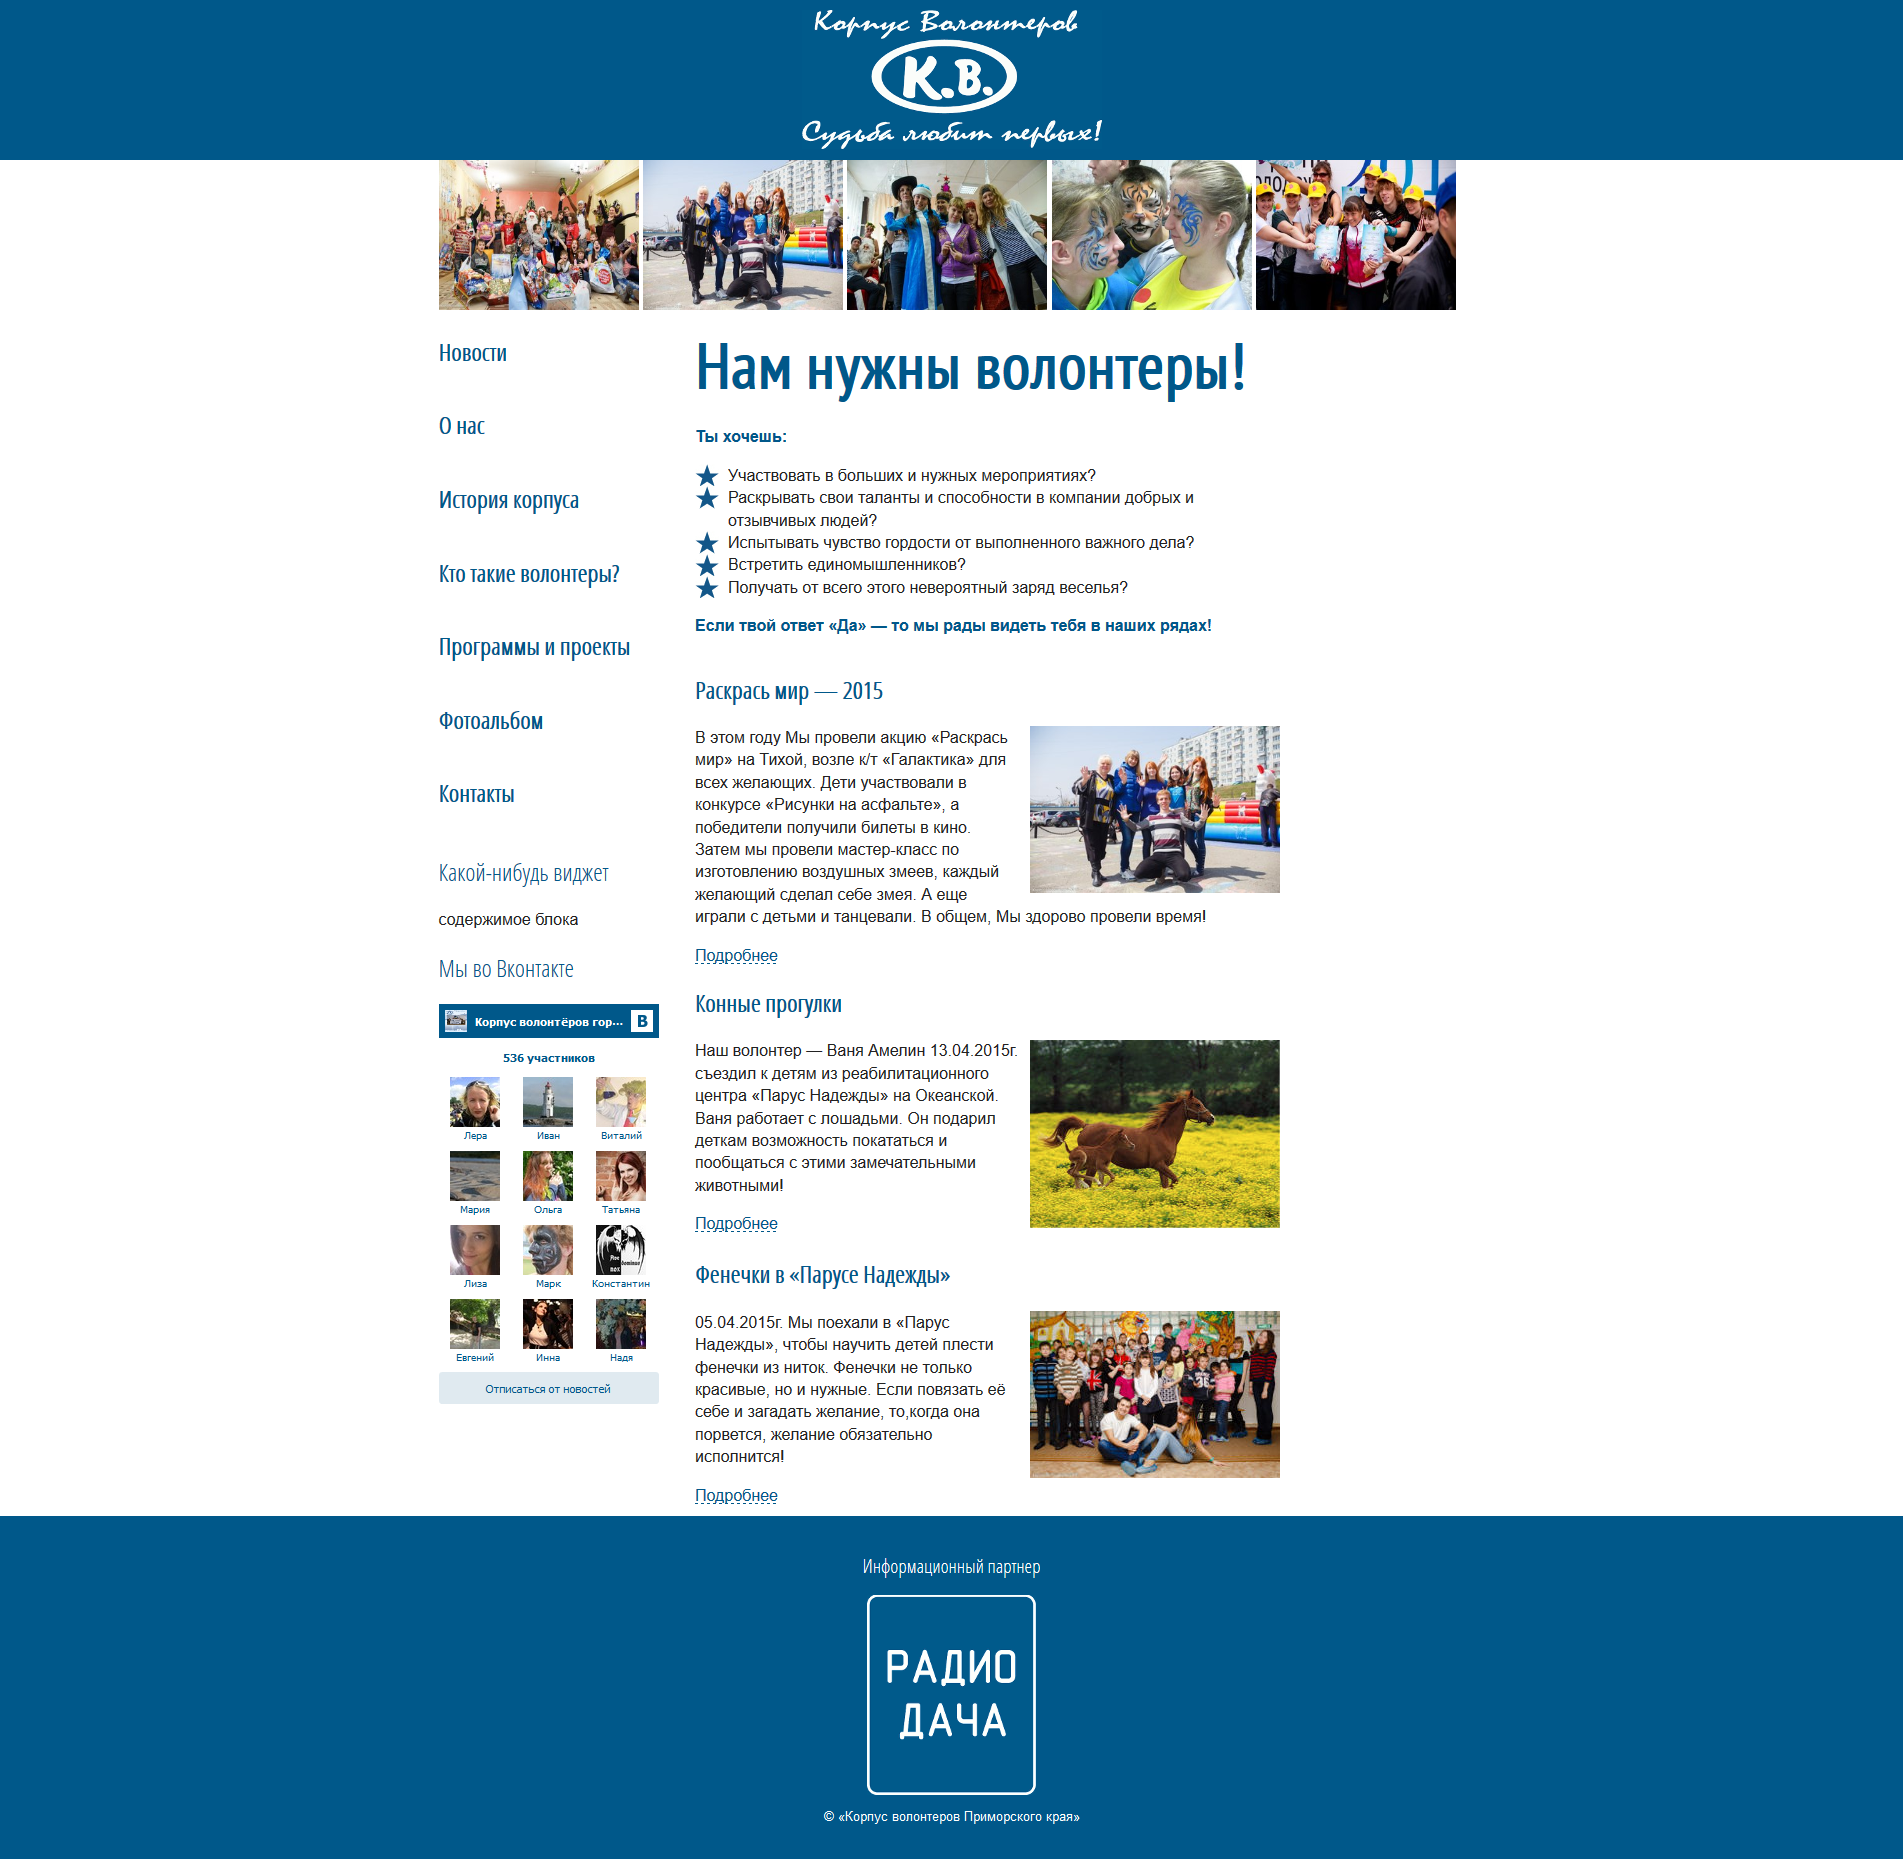 Корпус Волонтеров
К.В.
Судьба любит первых!
Новости
О нас
История корпуса
Кто такие волонтеры?
Программы и проекты
Фотоальбом
Контакты
Какой-нибудь виджет
содержимое блока
Мы во Вконтакте
Корпус волонтёров гор...
В
536 участников
Лера
Иван
Виталий
Мария
Ольга
Татьяна
Лиза
Марк
Константин
Евгений
Инна
Надя
Отписаться от новостей
Нам нужны волонтеры!
Ты хочешь:
Участвовать в больших и нужных мероприятиях?
Раскрывать свои таланты и способности в компании добрых и
отзывчивых людей?
Испытывать чувство гордости от выполненного важного дела?
Встретить единомышленников?
Получать от всего этого невероятный заряд веселья?
Если твой ответ «Да» — то мы рады видеть тебя в наших рядах!
Раскрась мир — 2015
В этом году Мы провели акцию «Раскрась
мир» на Тихой, возле к/т «Галактика» для
всех желающих. Дети участвовали в
конкурсе «Рисунки на асфальте», а
победители получили билеты в кино.
Затем мы провели мастер-класс по
изготовлению воздушных змеев, каждый
желающий сделал себе змея. А еще
играли с детьми и танцевали. В общем, Мы здорово провели время!
Подробнее
Конные прогулки
Наш волонтер — Ваня Амелин 13.04.2015г.
съездил к детям из реабилитационного
центра «Парус Надежды» на Океанской.
Ваня работает с лошадьми. Он подарил
деткам возможность покататься и
пообщаться с этими замечательными
животными!
Подробнее
Фенечки в «Парусе Надежды»
05.04.2015г. Мы поехали в «Парус
Надежды», чтобы научить детей плести
фенечки из ниток. Фенечки не только
красивые, но и нужные. Если повязать её
себе и загадать желание, то,когда она
порвется, желание обязательно
исполнится!
Подробнее
Информационный партнер
РАДИО
ДАЧА
© «Корпус волонтеров Приморского края»